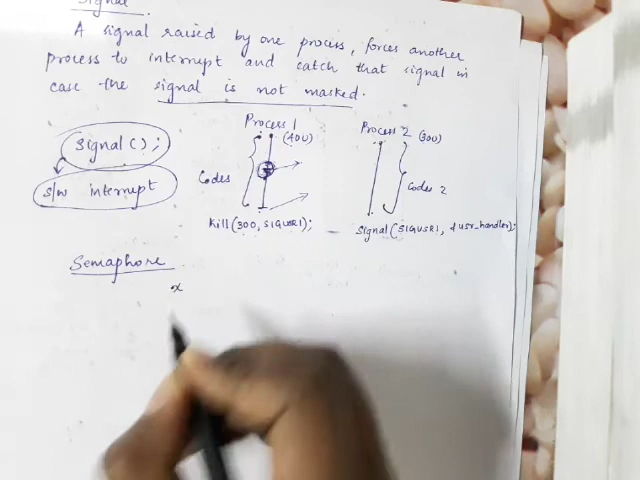 Signal
A signal raised by one process, forces another
process to interrupt and catch that signal in
case the signal is not masked.
Signal();
S/w interrupt
Process 1
(400)
Codes
Kill(300, SIGUSR1);
Process 2 (300)
Codes 2
Signal(SIGUSR1, &usr_handler);
Semaphore
x